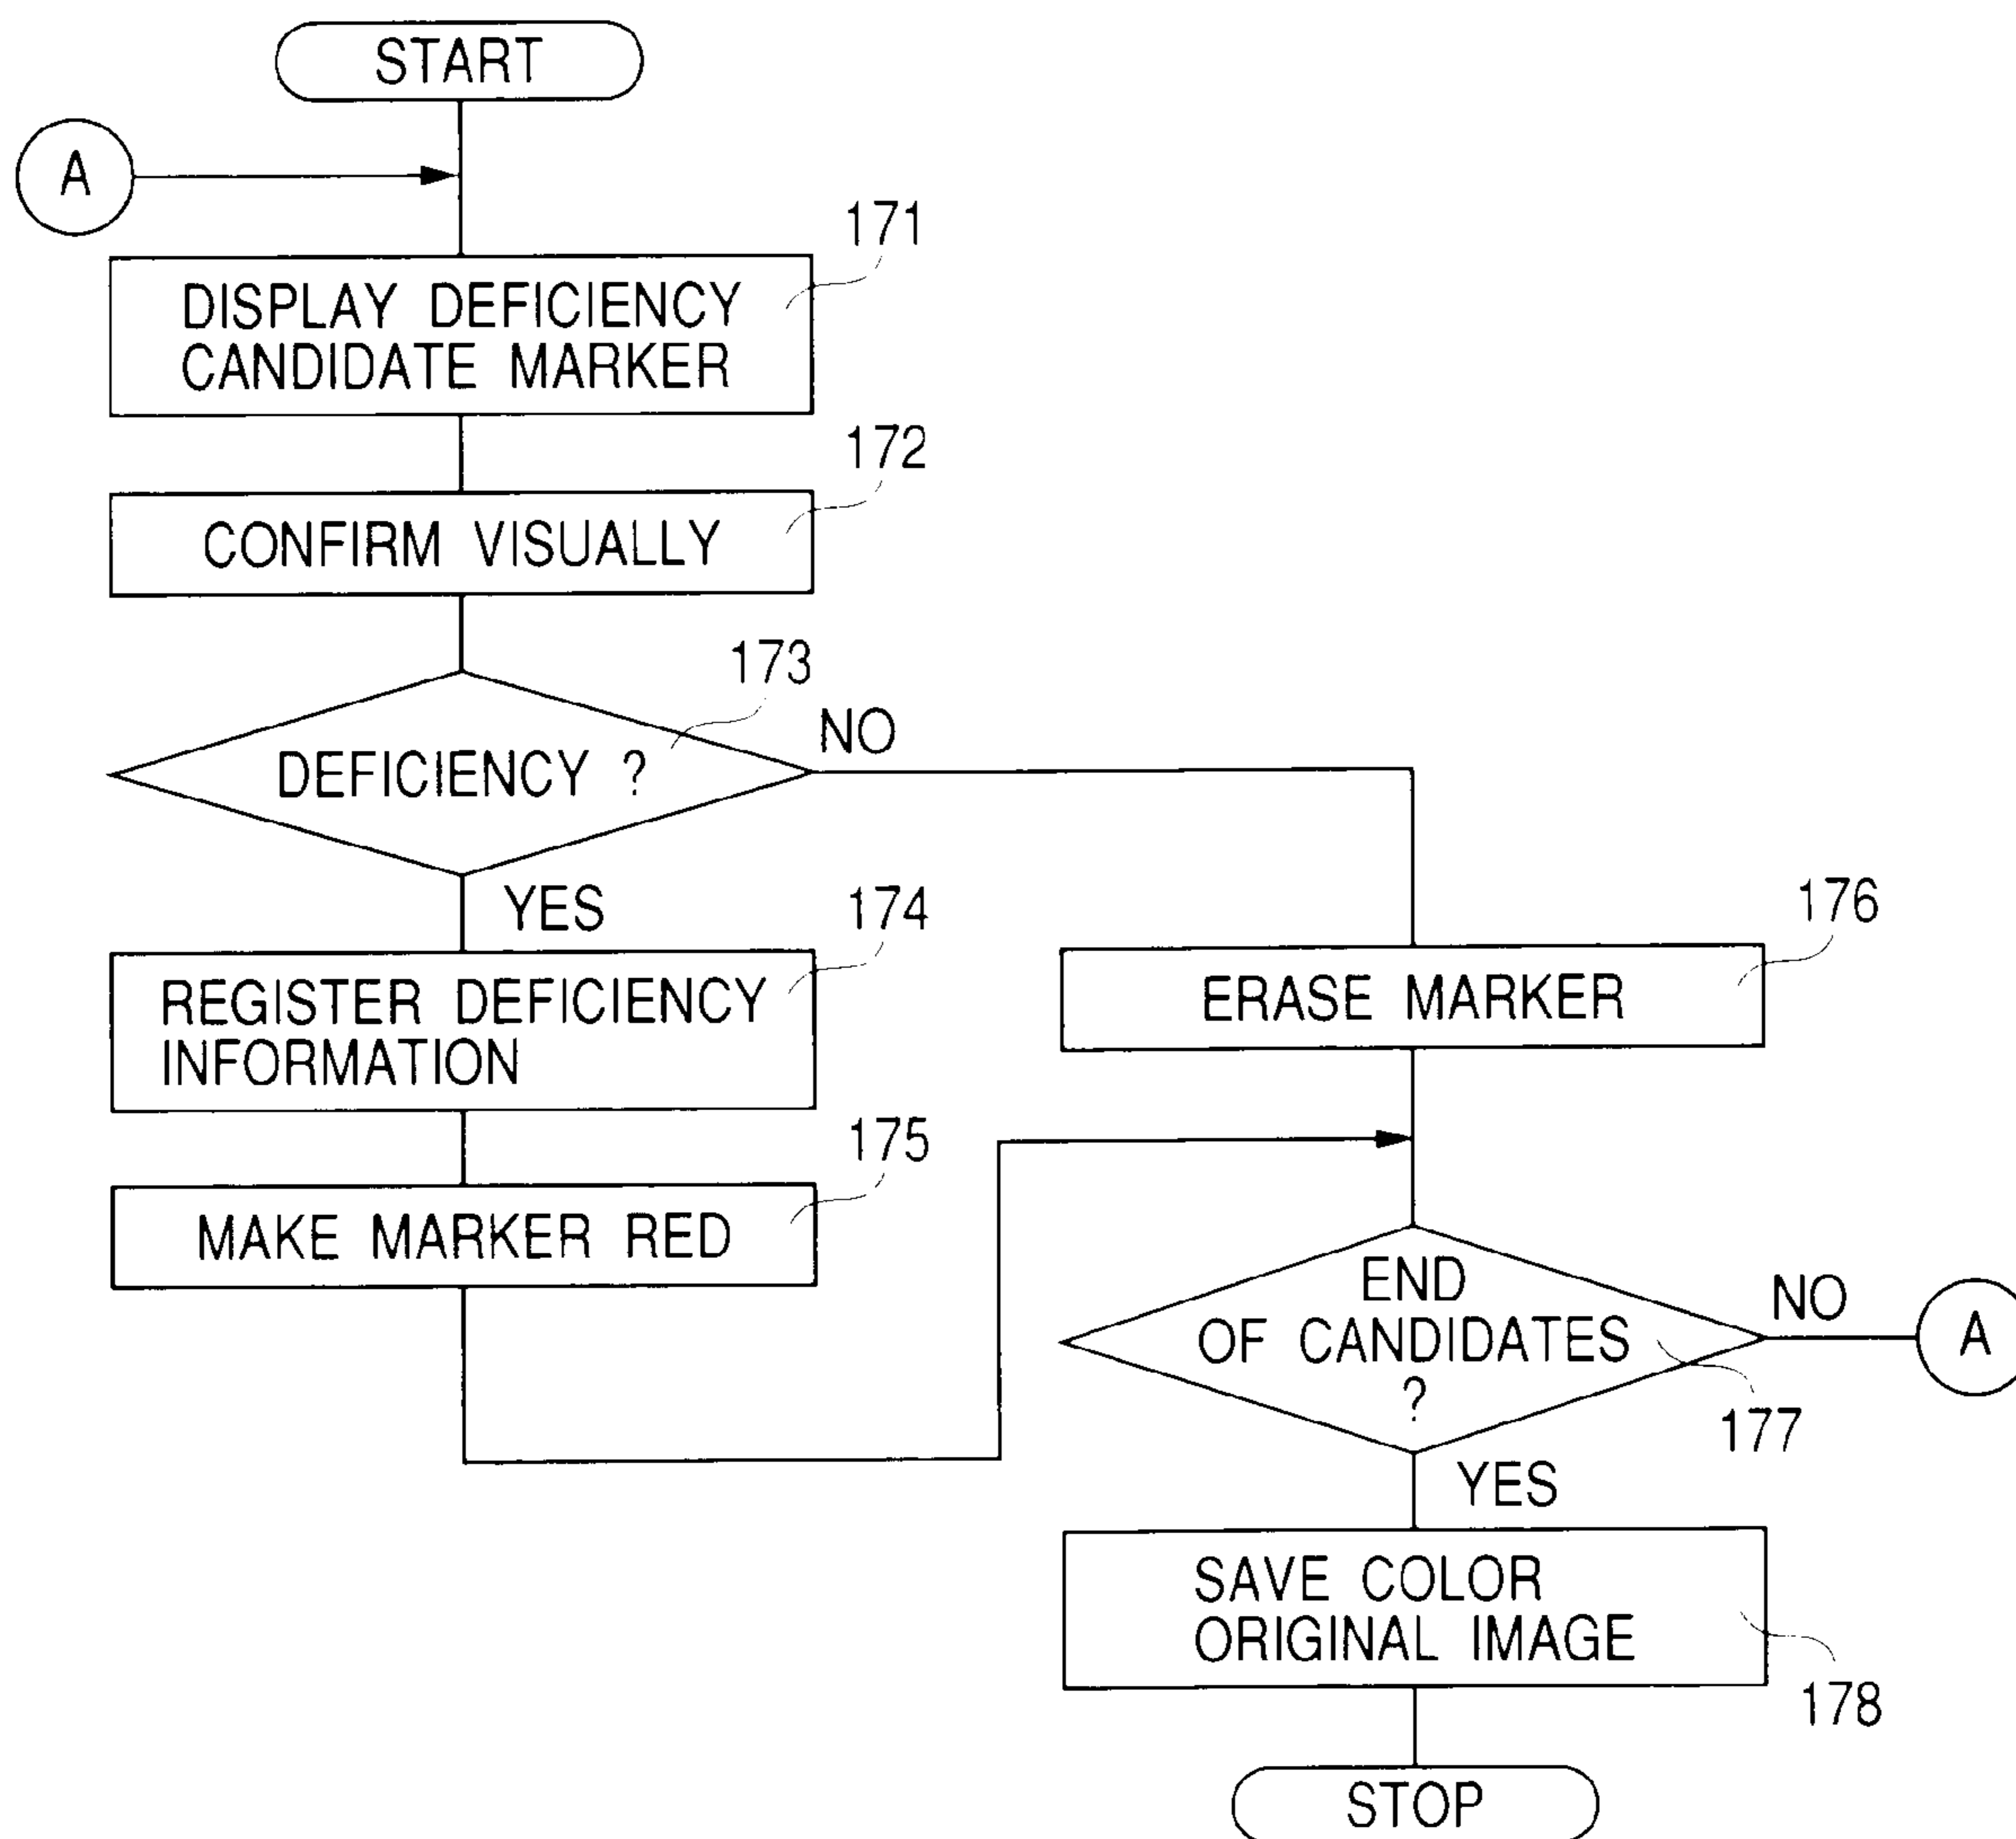 START
A
171
DISPLAY DEFICIENCY
CANDIDATE MARKER
172
CONFIRM VISUALLY
173
DEFICIENCY ?
NO
YES
174
REGISTER DEFICIENCY
INFORMATION
175
MAKE MARKER RED
176
ERASE MARKER
END
OF CANDIDATES
?
NO
A
177
YES
SAVE COLOR
ORIGINAL IMAGE
178
STOP